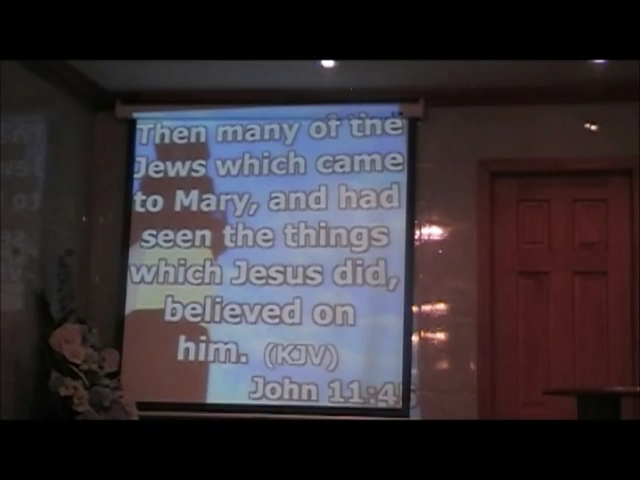 Then many of the
Jews which came
to Mary, and had
seen the things
which Jesus did,
believed on
him. (KJV)
John 11:45